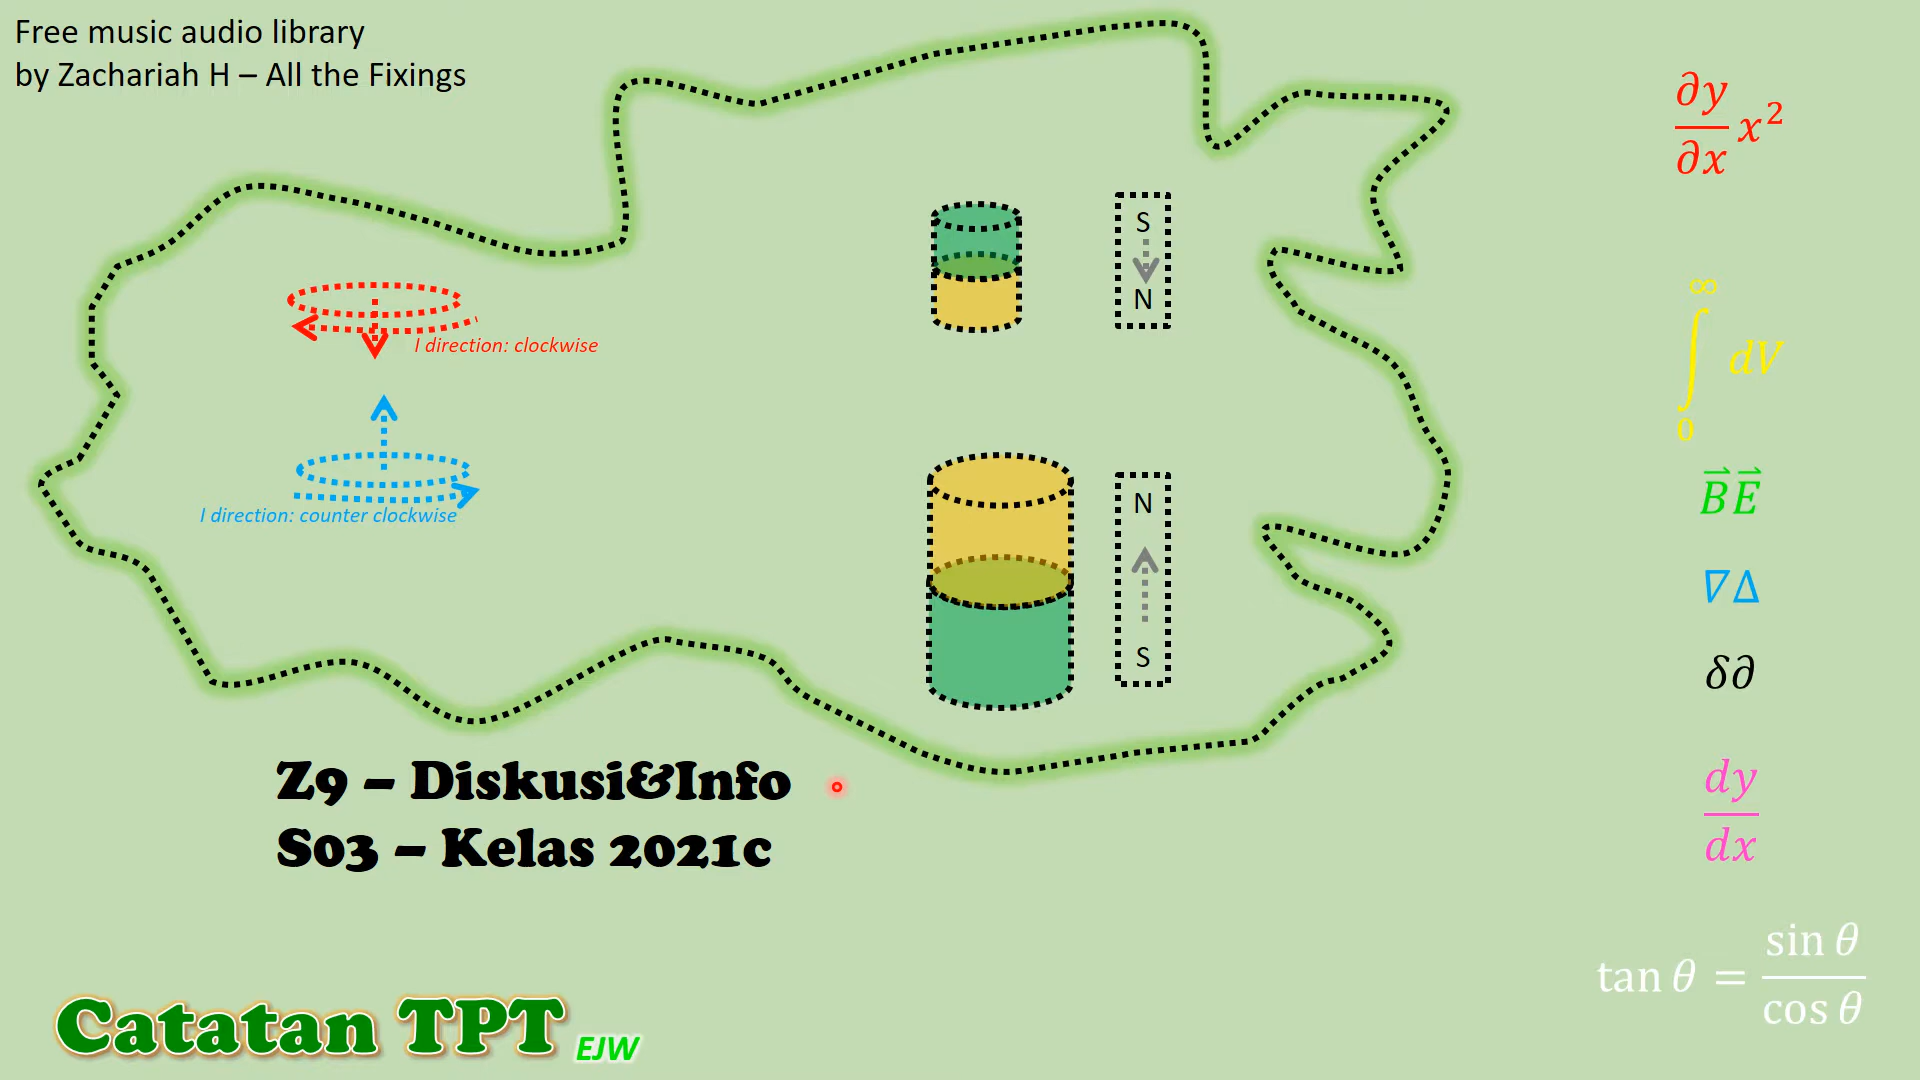 Free music audio library
by Zachariah H – All the Fixings
I direction: clockwise
I direction: counter clockwise
S
N
N
S
Z9 – Diskusi&Info
S03 – Kelas 2021c
Catatan TPT EJW
∂y/∂x x²
∫₀^∞ dV
B⃗E⃗
∇Δ
δ∂
dy/dx
tan θ = sin θ / cos θ